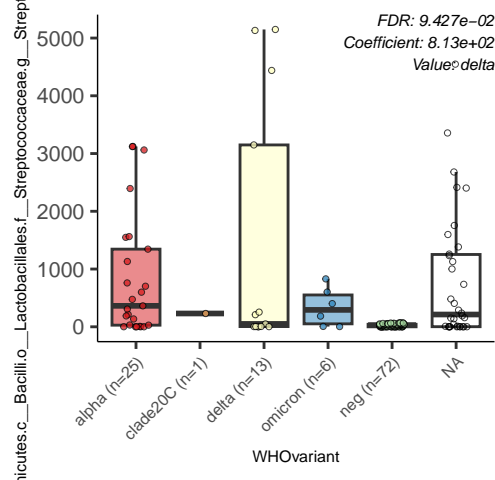 FDR: 9.427e−02
Coefficient: 8.13e+02
Value: delta
5000
4000
3000
2000
1000
0
alpha (n=25)
clade20C (n=1)
delta (n=13)
omicron (n=6)
neg (n=72)
NA
WHOvariant
nicutes.c__Bacilli.o__Lactobacillales.f__Streptococcaceae.g__Strept